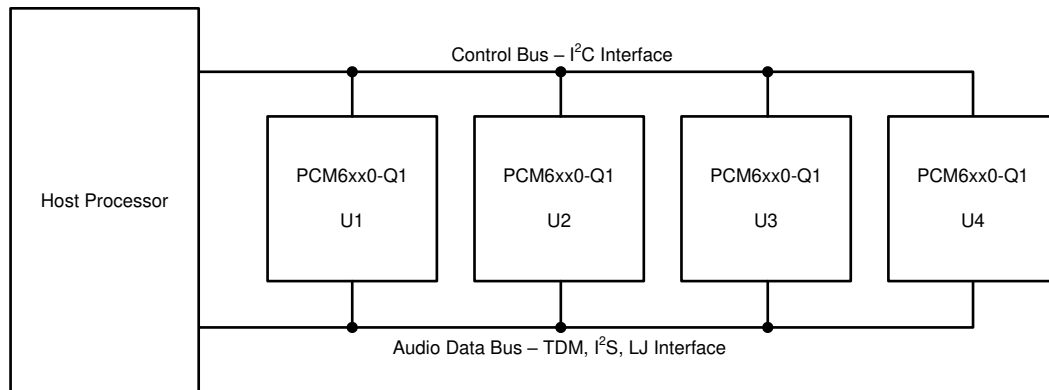 Control Bus – I²C Interface
Host Processor
PCM6xx0-Q1
U1
PCM6xx0-Q1
U2
PCM6xx0-Q1
U3
PCM6xx0-Q1
U4
Audio Data Bus – TDM, I²S, LJ Interface